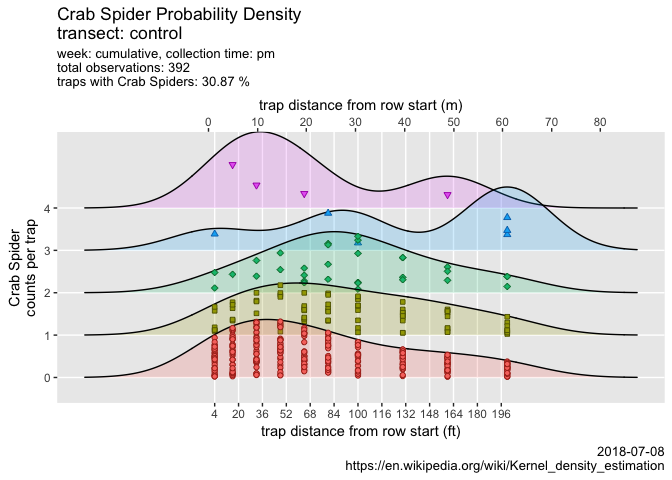 Crab Spider Probability Density
transect: control
week: cumulative, collection time: pm
total observations: 392
traps with Crab Spiders: 30.87 %
trap distance from row start (m)
0 10 20 30 40 50 60 70 80
Crab Spider
counts per trap
4
3
2
1
0
4 20 36 52 68 84 100 116 132 148 164 180 196
trap distance from row start (ft)
2018-07-08
https://en.wikipedia.org/wiki/Kernel_density_estimation